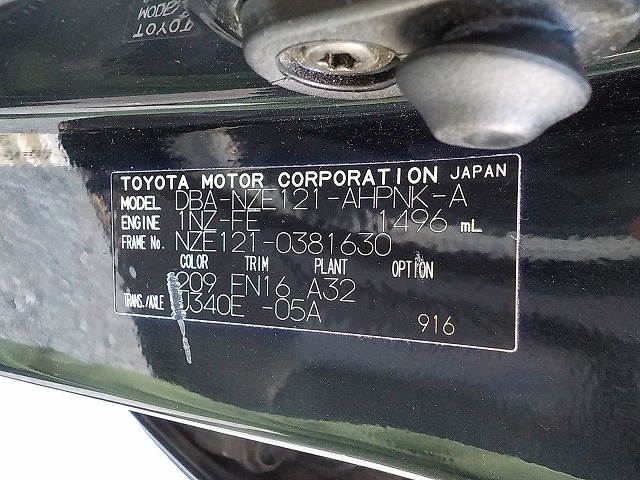 TOYOTA MOTOR CORPORATION JAPAN
MODEL DBA-NZE121-AHPNK-A
ENGINE 1NZ-FE 1496 mL
FRAME No. NZE121-0381630
COLOR TRIM PLANT OPTION
209 FN16 A32
TRANS./AXLE U340E -05A
916